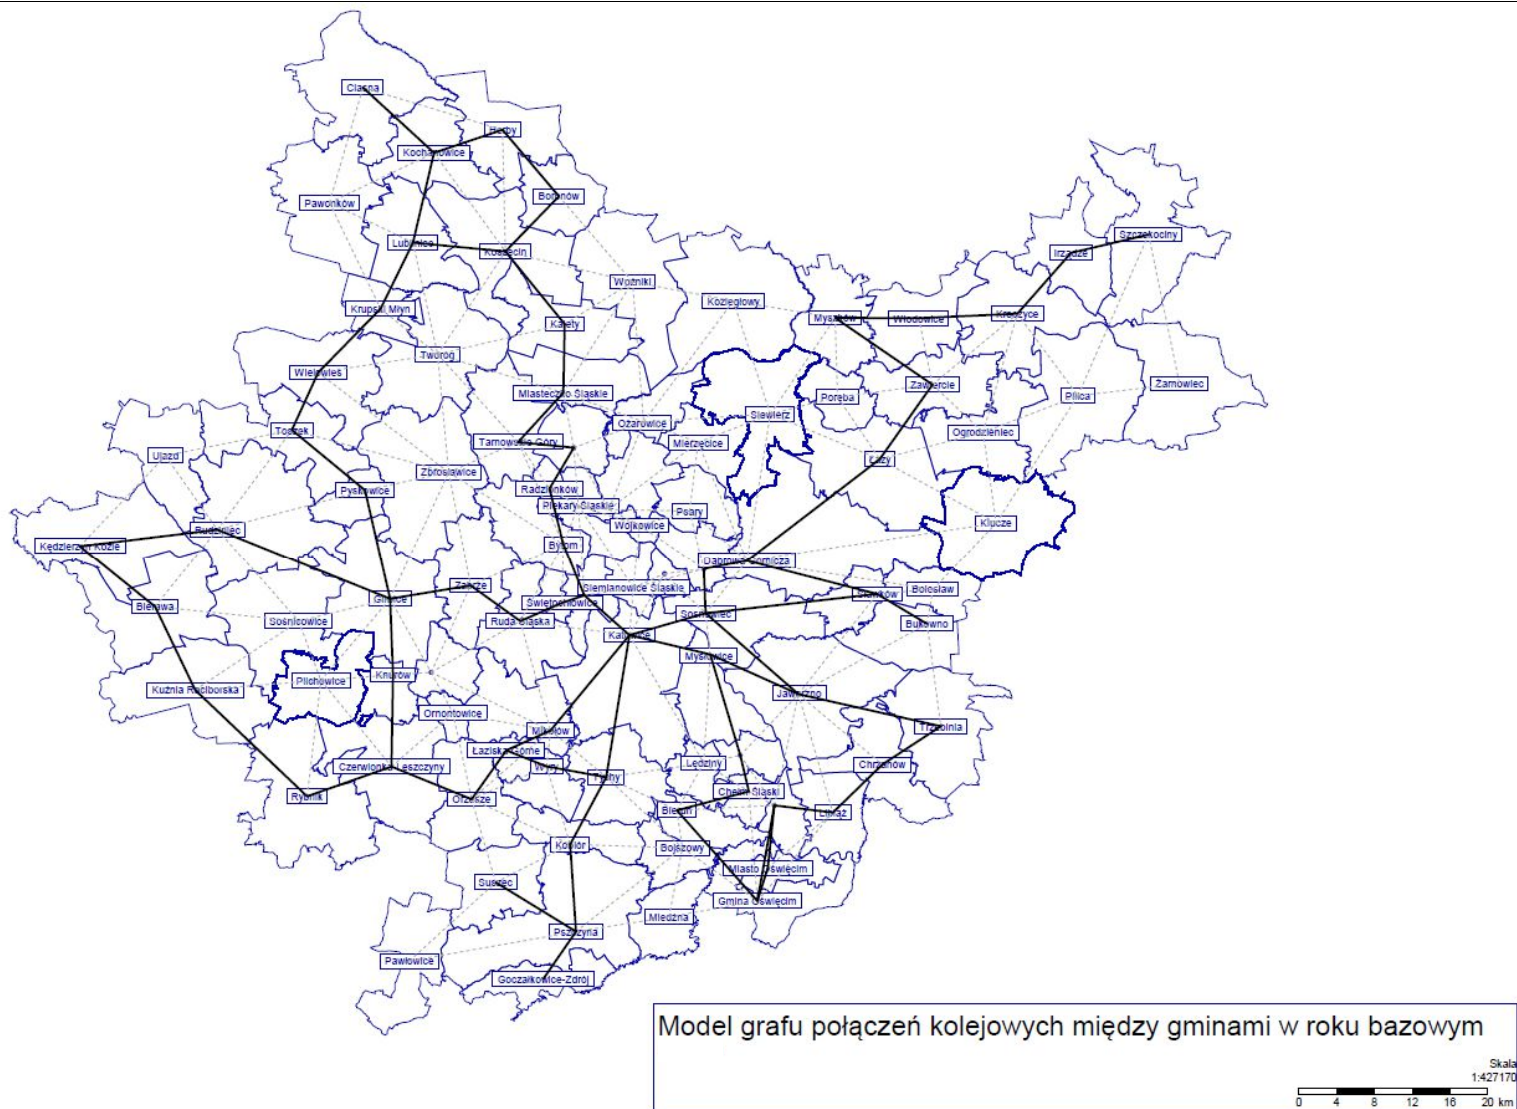 Ciasna
Herby
Kochanowice
Boronów
Pawonków
Szczekociny
Lubliniec
Koszęcin
Irządze
Woźniki
Koziegłowy
Krupski Młyn
Myszków
Włodowice
Kroczyce
Kalety
Tworóg
Wielowieś
Żarnowiec
Zawiercie
Miasteczko Śląskie
Poręba
Pilica
Siewierz
Ożarowice
Toszek
Ogrodzieniec
Tarnowskie Góry
Mierzęcice
Ujazd
Łazy
Zbrosławice
Pyskowice
Radzionków
Piekary Śląskie
Psary
Wojkowice
Klucze
Rudziniec
Kędzierzyn Koźle
Bytom
Dąbrowa Górnicza
Zabrze
Siemianowice Śląskie
Bolesław
Sławków
Gliwice
Świętochłowice
Bierawa
Sośnicowice
Ruda Śląska
Sosnowiec
Bukowno
Katowice
Mysłowice
Knurów
Pilchowice
Kuźnia Raciborska
Jaworzno
Ornontowice
Trzebinia
Mikołów
Łaziska Górne
Lędziny
Chrzanów
Czerwionka Leszczyny
Wyry
Tychy
Chełm Śląski
Rybnik
Orzesze
Bieruń
Libiąż
Kobiór
Bojszowy
Miasto Oświęcim
Suszec
Gmina Oświęcim
Miedźna
Pszczyna
Pawłowice
Goczałkowice-Zdrój
Model grafu połączeń kolejowych między gminami w roku bazowym
Skala
1:427170
0 4 8 12 16 20 km